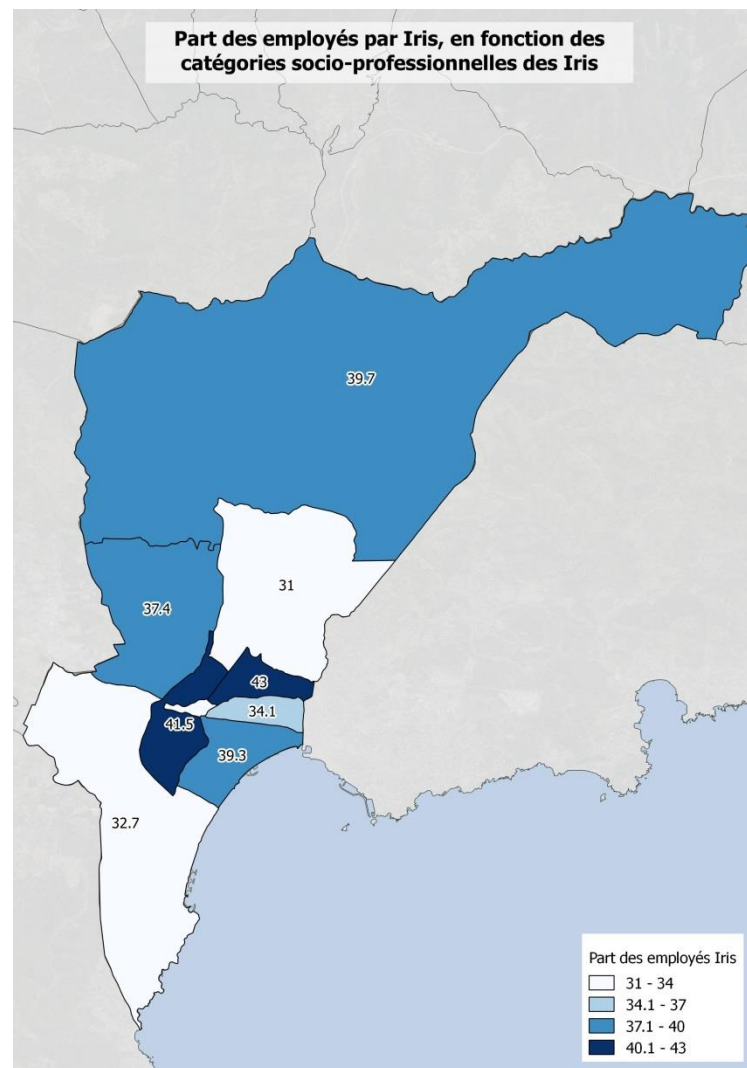 Part des employés par Iris, en fonction des
catégories socio-professionnelles des Iris
39.7
31
37.4
43
34.1
41.5
39.3
32.7
Part des employés Iris
31 - 34
34.1 - 37
37.1 - 40
40.1 - 43